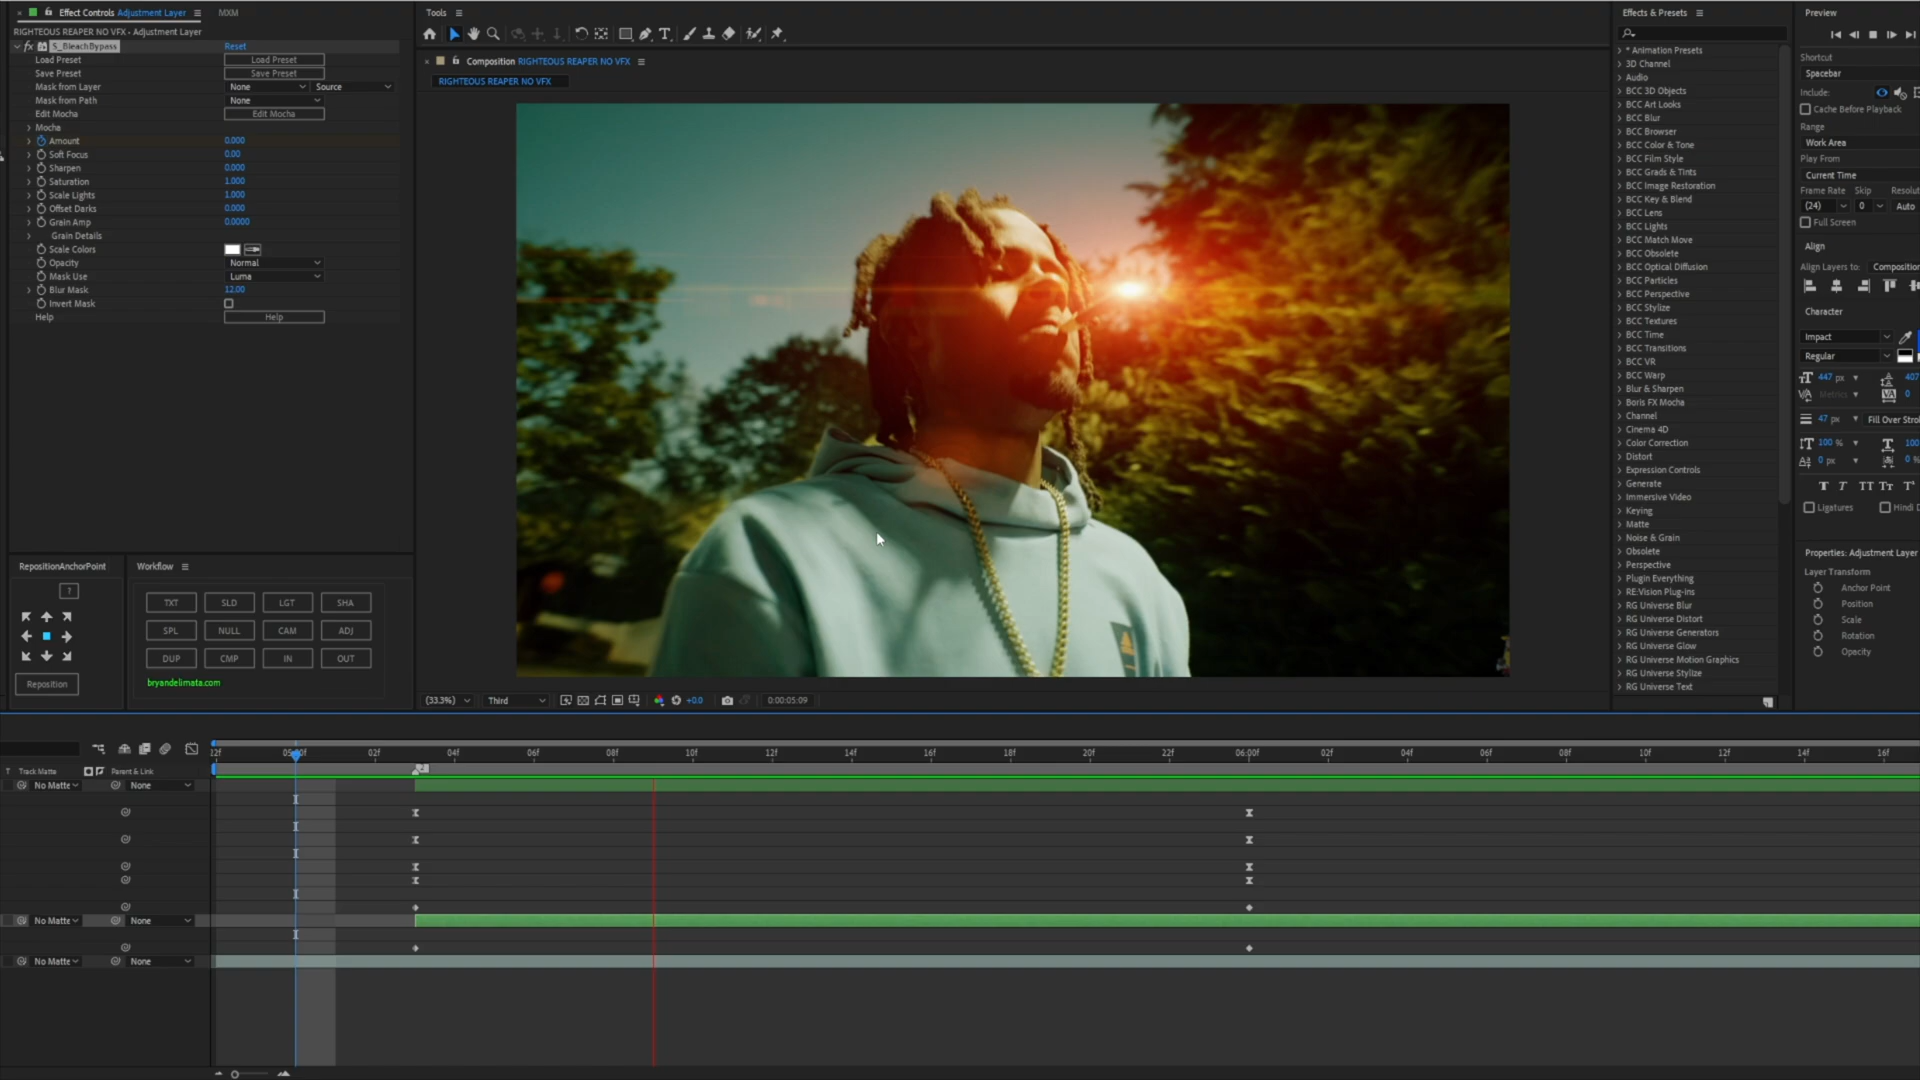 Effect Controls Adjustment Layer
MXM
RIGHTEOUS REAPER NO VFX • Adjustment Layer
fx S_BleachBypass Reset
Load Preset Load Preset
Save Preset Save Preset
Mask from Layer None Source
Mask from Path None
Edit Mocha Edit Mocha
Mocha
Amount 0.000
Soft Focus 0.00
Sharpen 0.000
Saturation 1.000
Scale Lights 1.000
Offset Darks 0.000
Grain Amp 0.0000
Grain Details
Scale Colors
Opacity Normal
Mask Use Luma
Blur Mask 12.00
Invert Mask
Help Help
RepositionAnchorPoint
?
Reposition
Workflow
TXT SLD LGT SHA
SPL NULL CAM ADJ
DUP CMP IN OUT
bryandelimata.com
Tools
Composition RIGHTEOUS REAPER NO VFX
RIGHTEOUS REAPER NO VFX
(33.3%) Third +0.0 0:00:05:09
Effects & Presets
* Animation Presets
3D Channel
Audio
BCC 3D Objects
BCC Art Looks
BCC Blur
BCC Browser
BCC Color & Tone
BCC Film Style
BCC Grads & Tints
BCC Image Restoration
BCC Key & Blend
BCC Lens
BCC Lights
BCC Match Move
BCC Obsolete
BCC Optical Diffusion
BCC Particles
BCC Perspective
BCC Stylize
BCC Textures
BCC Time
BCC Transitions
BCC VR
BCC Warp
Blur & Sharpen
Boris FX Mocha
Channel
Cinema 4D
Color Correction
Distort
Expression Controls
Generate
Immersive Video
Keying
Matte
Noise & Grain
Obsolete
Perspective
Plugin Everything
RE:Vision Plug-ins
RG Universe Blur
RG Universe Distort
RG Universe Generators
RG Universe Glow
RG Universe Motion Graphics
RG Universe Stylize
RG Universe Text
Preview
Shortcut
Spacebar
Include:
Cache Before Playback
Range
Work Area
Play From
Current Time
Frame Rate Skip Resolut
(24) 0 Auto
Full Screen
Align
Align Layers to: Composition
Character
Impact
Regular
447 px 407
Metrics 0
47 px Fill Over Stro
100 % 100
0 px 0 %
T T TT Tt T
Ligatures Hindi D
Properties: Adjustment Layer
Layer Transform
Anchor Point
Position
Scale
Rotation
Opacity
22f 02f 04f 06f 08f 10f 12f 14f 16f 18f 20f 22f 06:00f 02f 04f 06f 08f 10f 12f 14f 16f
T Track Matte Parent & Link
2
No Matte None
No Matte None
No Matte None